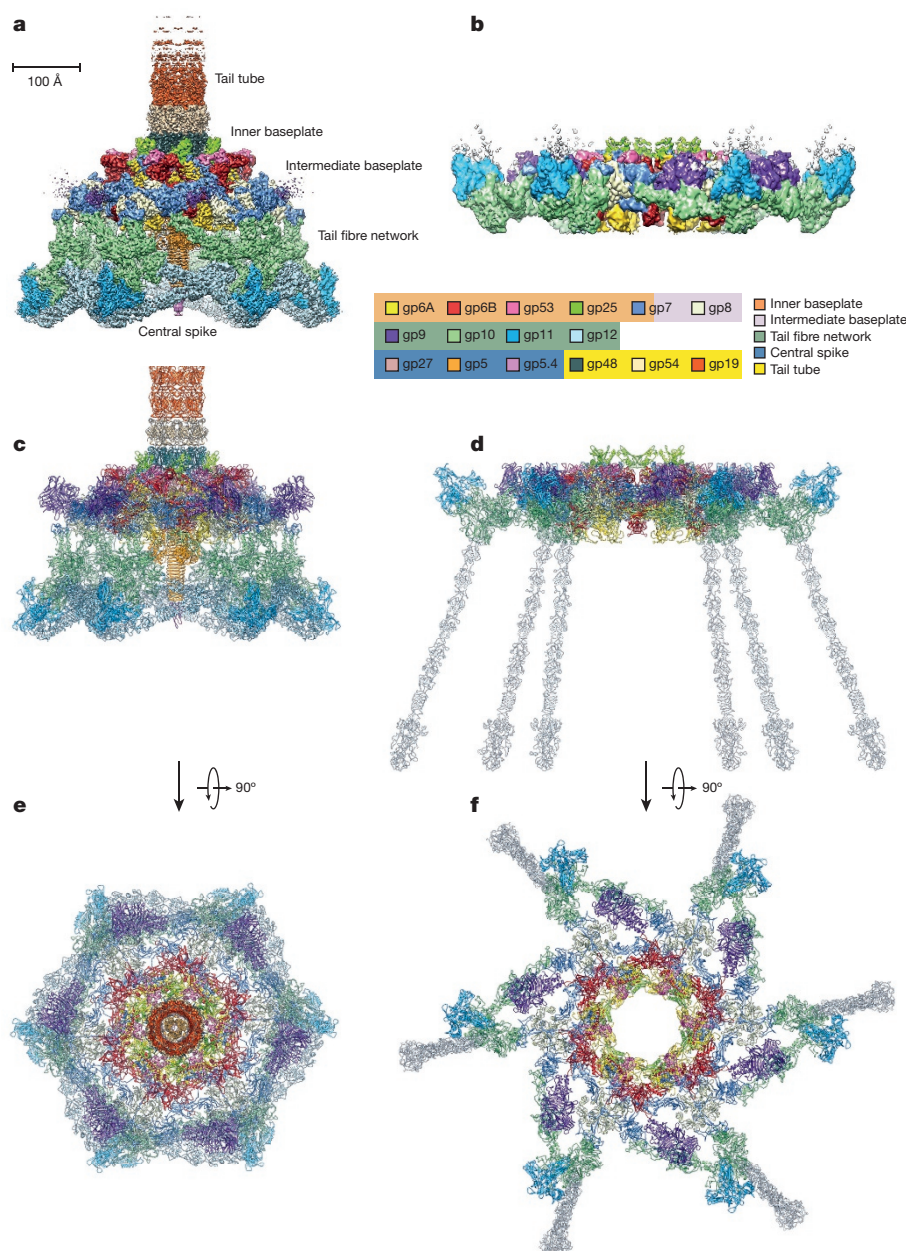 a
b
100 Å
Tail tube
Inner baseplate
Intermediate baseplate
Tail fibre network
Central spike
gp6A gp6B gp53 gp25 gp7 gp8
gp9 gp10 gp11 gp12
gp27 gp5 gp5.4 gp48 gp54 gp19
Inner baseplate
Intermediate baseplate
Tail fibre network
Central spike
Tail tube
c
d
90º
90º
e
f